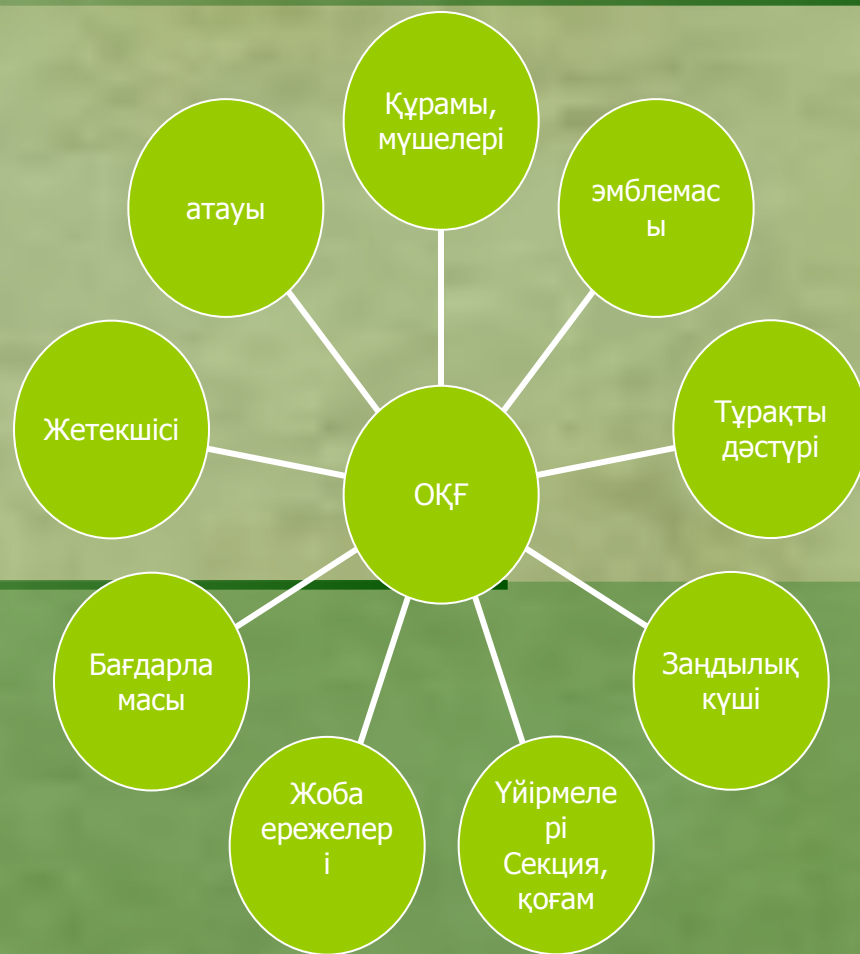 Құрамы,
мүшелері
эмблемас
ы
Тұрақты
дәстүрі
Заңдылық
күші
Үйірмеле
рі
Секция,
қоғам
Жоба
ережелер
і
Бағдарла
масы
Жетекшісі
атауы
ОҚҒ